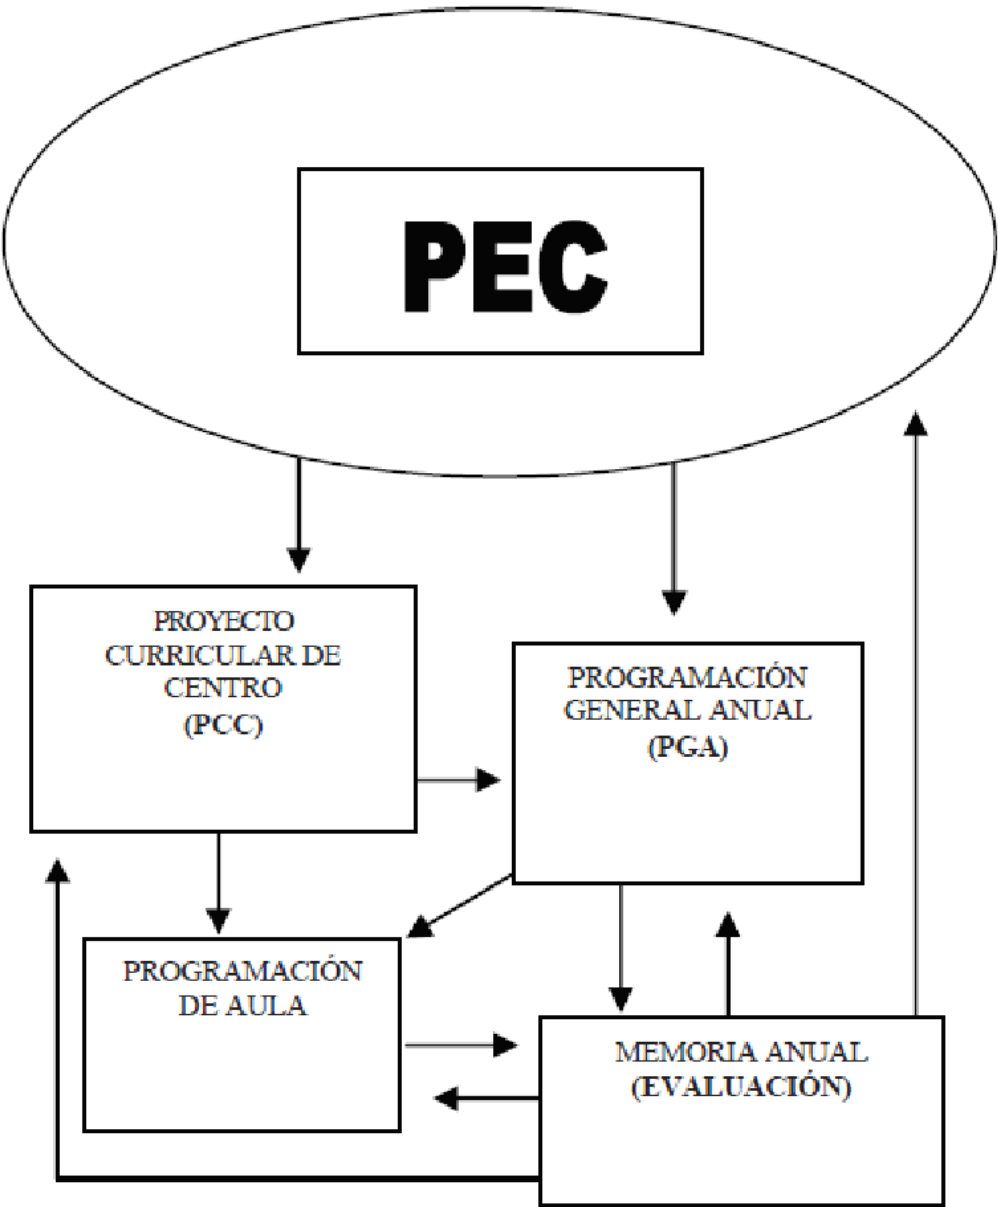 PEC
PROYECTO
CURRICULAR DE
CENTRO
(PCC)
PROGRAMACIÓN
GENERAL ANUAL
(PGA)
PROGRAMACIÓN
DE AULA
MEMORIA ANUAL
(EVALUACIÓN)